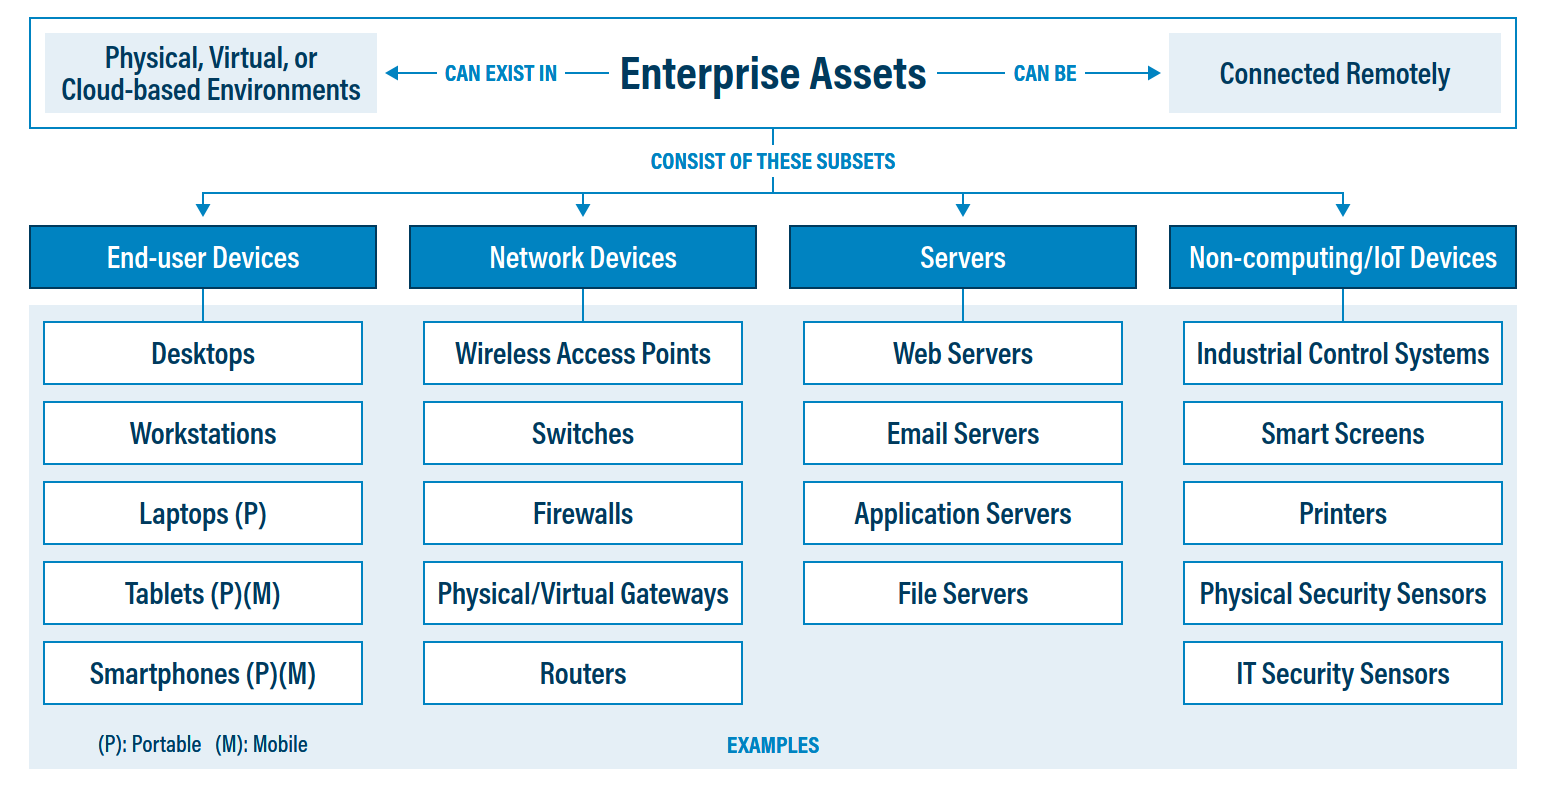 Physical, Virtual, or
Cloud-based Environments
CAN EXIST IN
Enterprise Assets
CAN BE
Connected Remotely
CONSIST OF THESE SUBSETS
End-user Devices
Desktops
Workstations
Laptops (P)
Tablets (P)(M)
Smartphones (P)(M)
Network Devices
Wireless Access Points
Switches
Firewalls
Physical/Virtual Gateways
Routers
Servers
Web Servers
Email Servers
Application Servers
File Servers
Non-computing/IoT Devices
Industrial Control Systems
Smart Screens
Printers
Physical Security Sensors
IT Security Sensors
(P): Portable (M): Mobile
EXAMPLES